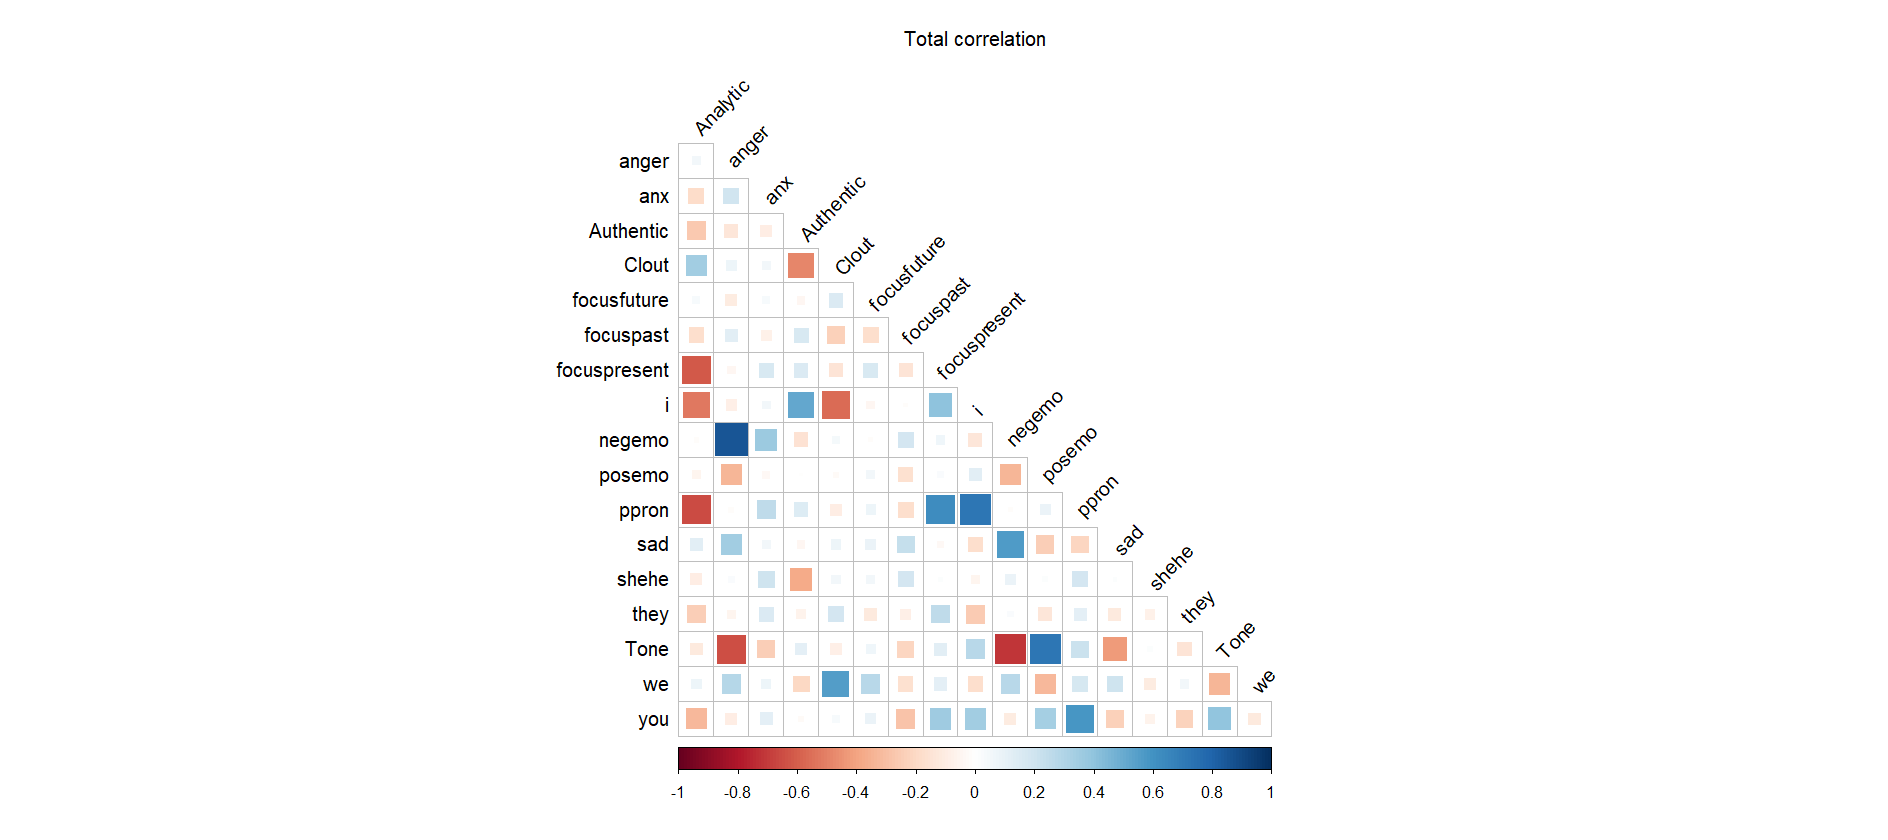 Total correlation
Analytic
anger
anx
Authentic
Clout
focusfuture
focuspast
focuspresent
i
negemo
posemo
ppron
sad
shehe
they
Tone
we
anger
anx
Authentic
Clout
focusfuture
focuspast
focuspresent
i
negemo
posemo
ppron
sad
shehe
they
Tone
we
you
-1 -0.8 -0.6 -0.4 -0.2 0 0.2 0.4 0.6 0.8 1